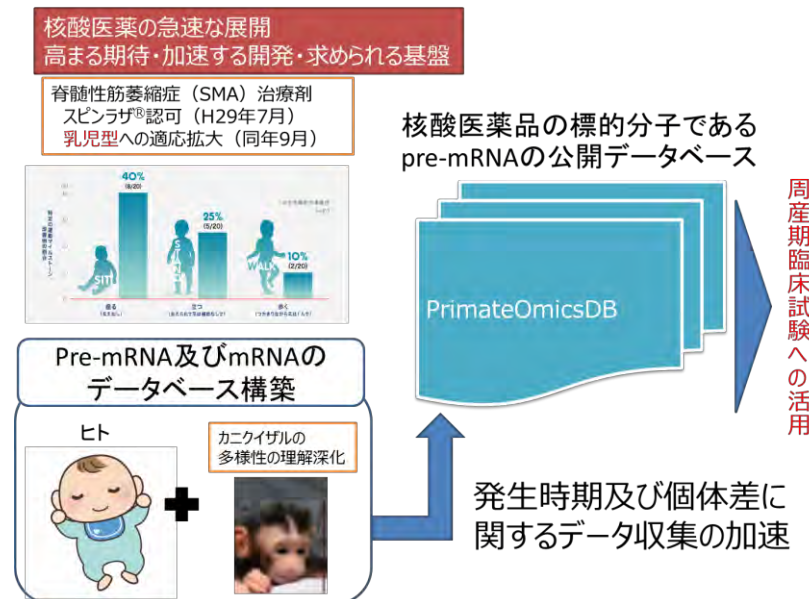 核酸医薬の急速な展開
高まる期待・加速する開発・求められる基盤
脊髄性筋萎縮症（SMA）治療剤
スピンラザ®認可（H29年7月）
乳児型への適応拡大（同年9月）
40%
(8/20)
25%
(5/20)
10%
(2/20)
SIT
STAND
WALK
座る
立つ
歩く
Pre-mRNA及びmRNAの
データベース構築
ヒト
カニクイザルの
多様性の理解深化
核酸医薬品の標的分子である
pre-mRNAの公開データベース
PrimateOmicsDB
発生時期及び個体差に
関するデータ収集の加速
周産期臨床試験への活用